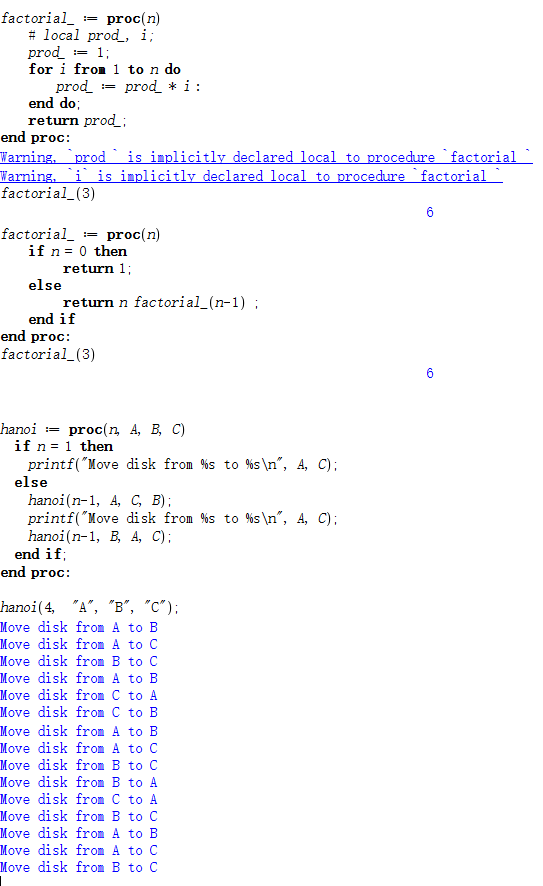 factorial_ := proc(n)
# local prod_, i;
prod_ := 1;
for i from 1 to n do
prod_ := prod_ * i :
end do;
return prod_;
end proc:
Warning, `prod_` is implicitly declared local to procedure `factorial_`
Warning, `i` is implicitly declared local to procedure `factorial_`
factorial_(3)
6
factorial_ := proc(n)
if n = 0 then
return 1;
else
return n factorial_(n-1) ;
end if
end proc:
factorial_(3)
6
hanoi := proc(n, A, B, C)
if n = 1 then
printf("Move disk from %s to %s\n", A, C);
else
hanoi(n-1, A, C, B);
printf("Move disk from %s to %s\n", A, C);
hanoi(n-1, B, A, C);
end if;
end proc:
hanoi(4, "A", "B", "C");
Move disk from A to B
Move disk from A to C
Move disk from B to C
Move disk from A to B
Move disk from C to A
Move disk from C to B
Move disk from A to B
Move disk from A to C
Move disk from B to C
Move disk from B to A
Move disk from C to A
Move disk from B to C
Move disk from A to B
Move disk from A to C
Move disk from B to C